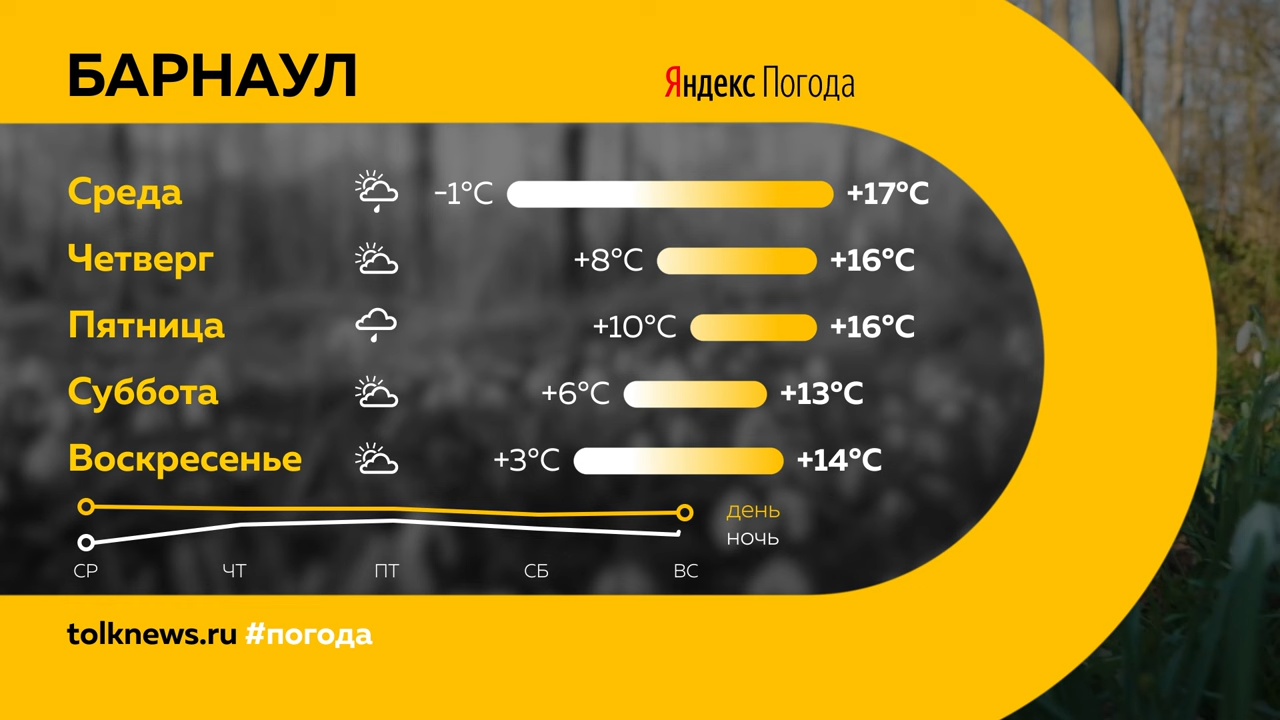 БАРНАУЛ
Яндекс Погода
Среда -1°C +17°C
Четверг +8°C +16°C
Пятница +10°C +16°C
Суббота +6°C +13°C
Воскресенье +3°C +14°C
день
ночь
СР ЧТ ПТ СБ ВС
tolknews.ru #погода